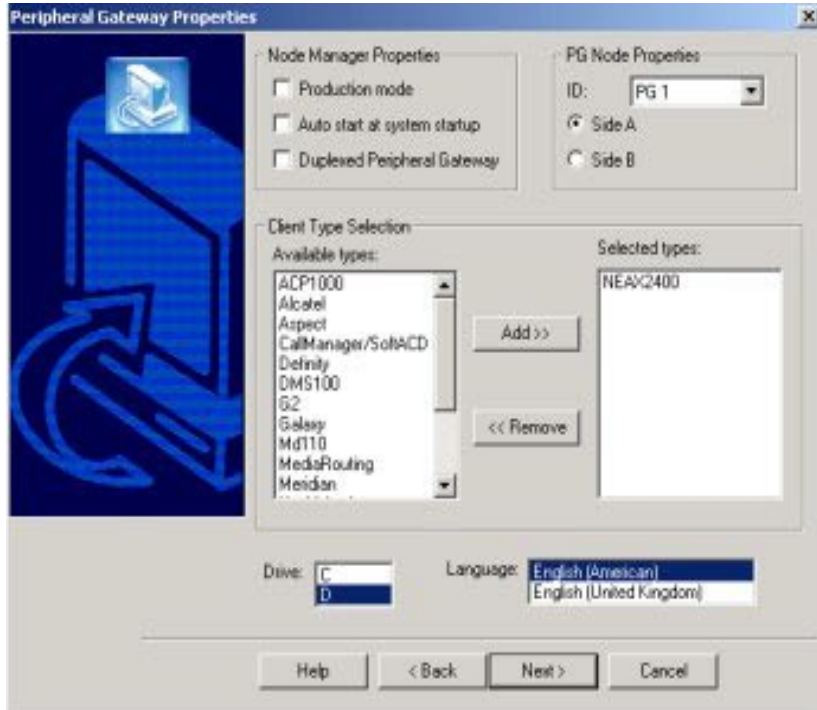 Peripheral Gateway Properties
Node Manager Properties
Production mode
Auto start at system startup
Duplexed Peripheral Gateway
PG Node Properties
ID: PG 1
Side A
Side B
Client Type Selection
Available types:
ACP1000
Alcatel
Aspect
CallManager/SoftACD
Definity
DMS100
G2
Galaxy
Md110
MediaRouting
Meridian
Add >>
<< Remove
Selected types:
NEAX2400
Drive: C
D
Language: English (American)
English (United Kingdom)
Help
< Back
Next >
Cancel